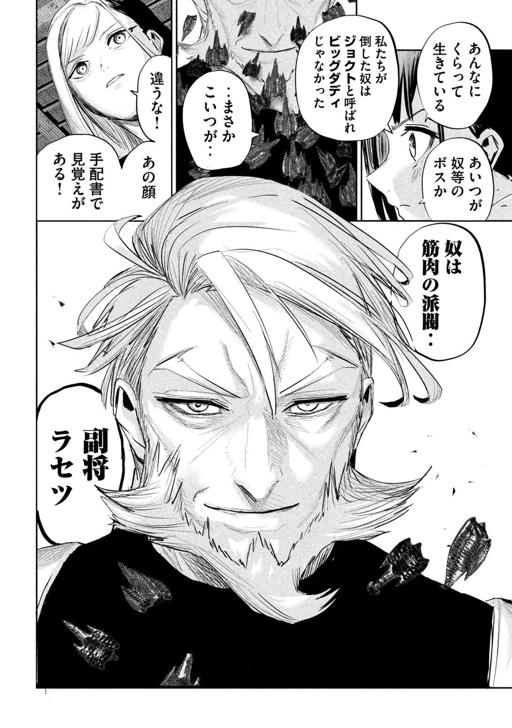 あんなに
くらって
生きている
あいつが
奴等の
ボスか
私たちが
倒した奴は
ジョクトと呼ばれ
ビッグダディ
じゃなかった
‥まさか
こいつが‥
違うな！
あの顔
手配書で
見覚えが
ある！
奴は
筋肉の派閥‥
副将
ラセツ